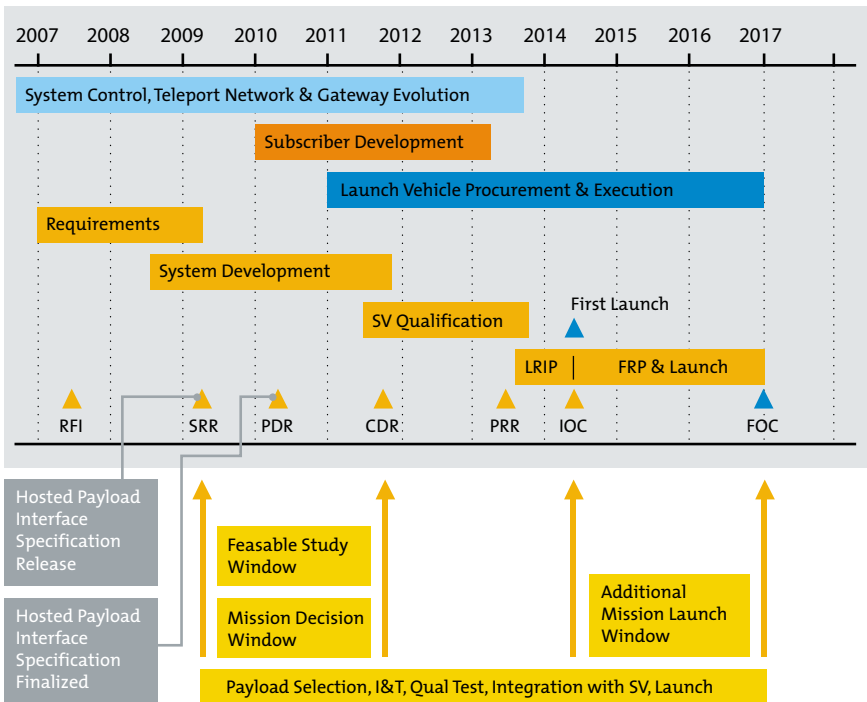 2007 2008 2009 2010 2011 2012 2013 2014 2015 2016 2017
System Control, Teleport Network & Gateway Evolution
Subscriber Development
Launch Vehicle Procurement & Execution
Requirements
System Development
First Launch
SV Qualification
LRIP | FRP & Launch
RFI SRR PDR CDR PRR IOC FOC
Hosted Payload
Interface
Specification
Release
Feasable Study
Window
Mission Decision
Window
Additional
Mission Launch
Window
Hosted Payload
Interface
Specification
Finalized
Payload Selection, I&T, Qual Test, Integration with SV, Launch